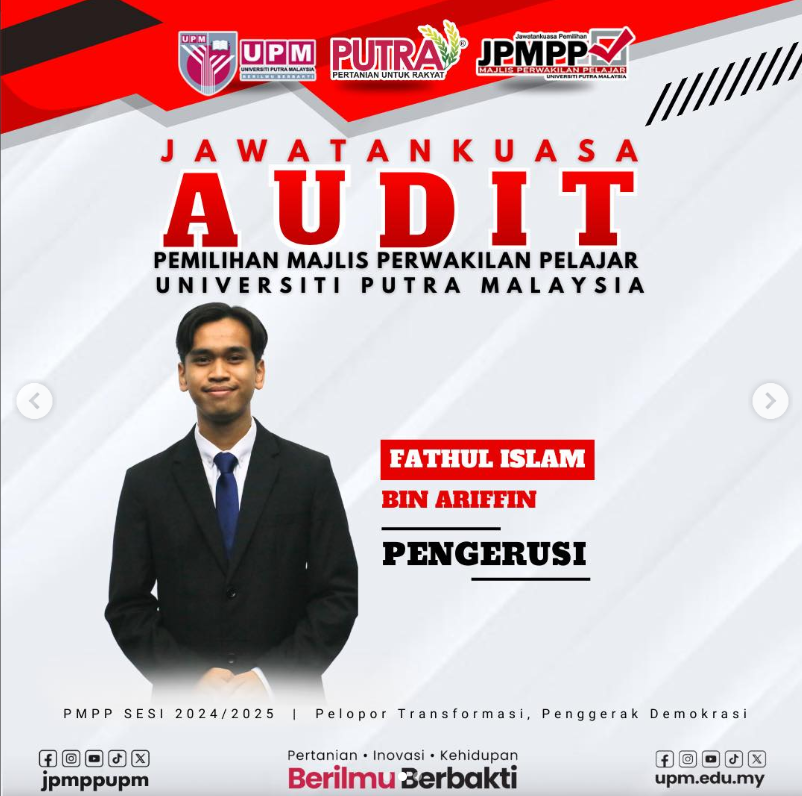 UPM
UPM
UNIVERSITI PUTRA MALAYSIA
BERILMU BERBAKTI
PUTRA
PERTANIAN UNTUK RAKYAT
Jawatankuasa Pemilihan
JPMPP
MAJLIS PERWAKILAN PELAJAR
UNIVERSITI PUTRA MALAYSIA
JAWATANKUASA
AUDIT
PEMILIHAN MAJLIS PERWAKILAN PELAJAR
UNIVERSITI PUTRA MALAYSIA
FATHUL ISLAM
BIN ARIFFIN
PENGERUSI
PMPP SESI 2024/2025 | Pelopor Transformasi, Penggerak Demokrasi
jpmppupm
Pertanian • Inovasi • Kehidupan
Berilmu Berbakti
upm.edu.my